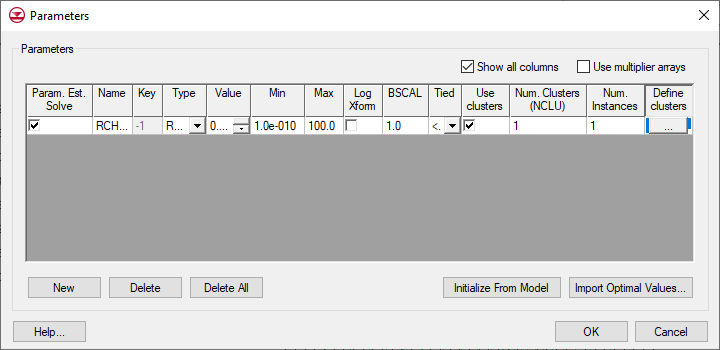 Parameters
Parameters
Show all columns Use multiplier arrays
Param. Est. Solve Name Key Type Value Min Max Log Xform BSCAL Tied Use clusters Num. Clusters (NCLU) Num. Instances Define clusters
RCH... -1 R... 0.... 1.0e-010 100.0 1.0 <. 1 1 ...
New Delete Delete All Initialize From Model Import Optimal Values...
Help... OK Cancel